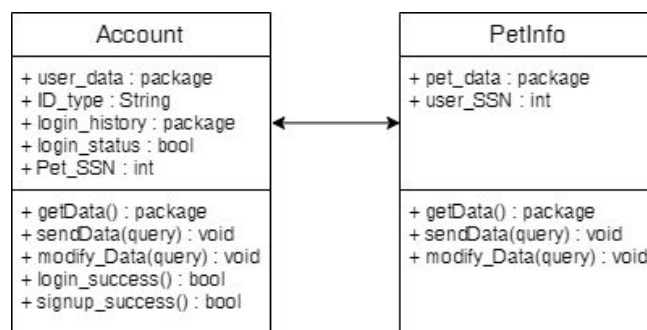 Account
+ user_data : package
+ ID_type : String
+ login_history : package
+ login_status : bool
+ Pet_SSN : int
+ getData() : package
+ sendData(query) : void
+ modify_Data(query) : void
+ login_success() : bool
+ signup_success() : bool
PetInfo
+ pet_data : package
+ user_SSN : int
+ getData() : package
+ sendData(query) : void
+ modify_Data(query) : void